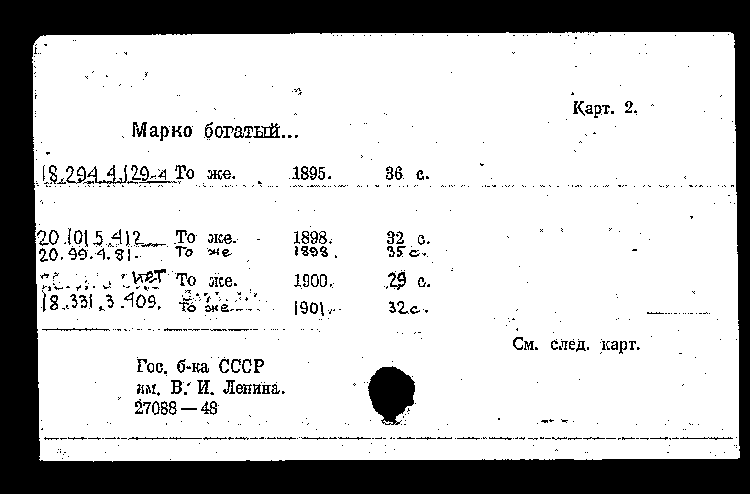 Карт. 2.
Марко богатый...
18.294.4.129-а То же. 1895. 36 с.
20.101 5.412 То же. 1898. 32 с.
20.99.4.81. То же 1898. 35 с.
нет То же. 1900. 29 с.
18.331.3.409. То же 1901. 32 с.
См. след. карт.
Гос. б-ка СССР
им. В. И. Ленина.
27088 — 48